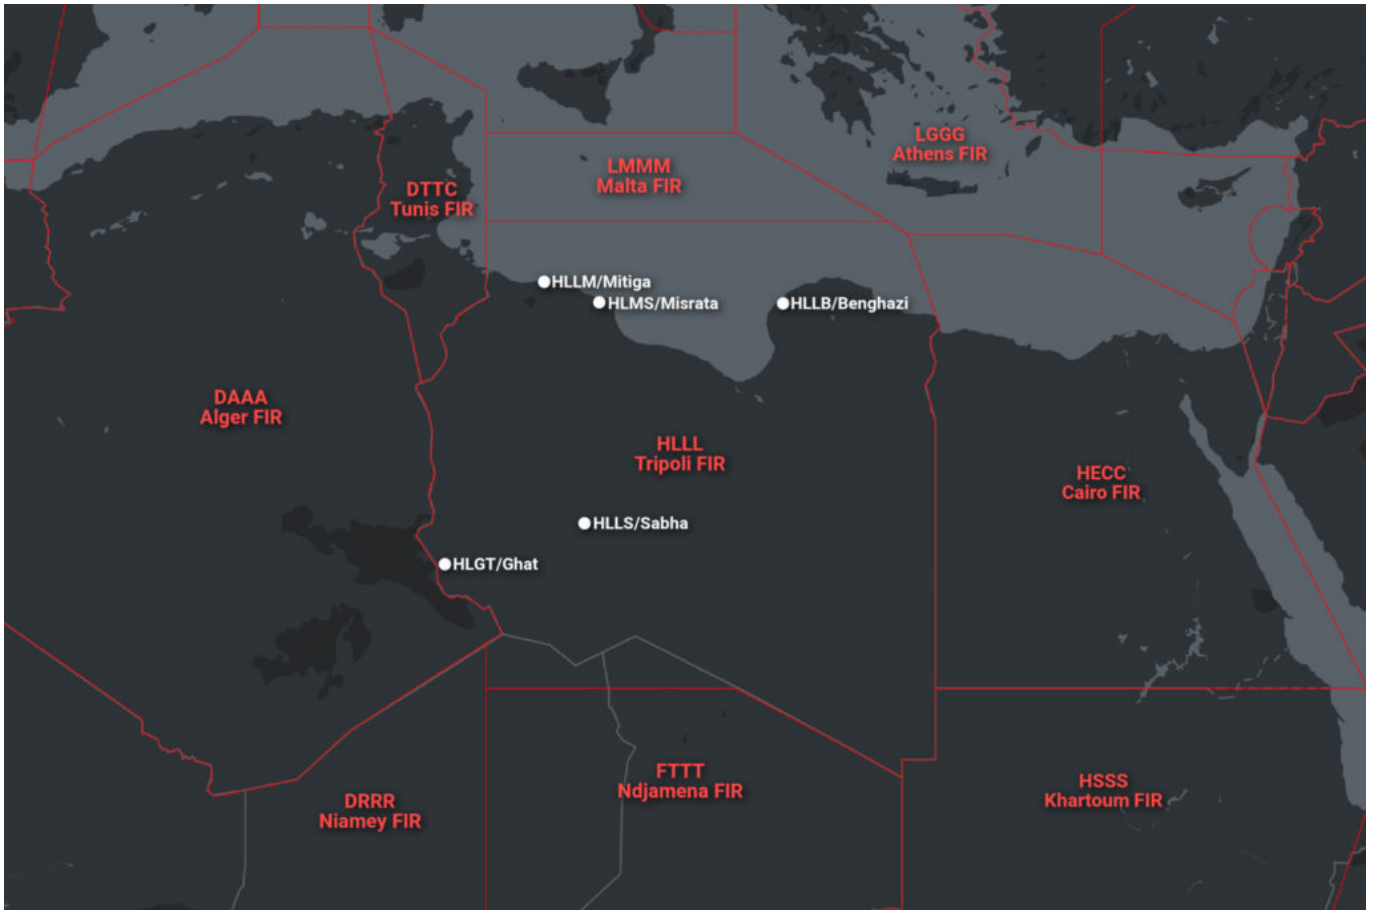 LGGG
Athens FIR
LMMM
Malta FIR
DTTC
Tunis FIR
HLLM/Mitiga
HLMS/Misrata
HLLB/Benghazi
DAAA
Alger FIR
HLLL
Tripoli FIR
HECC
Cairo FIR
HLLS/Sabha
HLGT/Ghat
FTTT
Ndjamena FIR
HSSS
Khartoum FIR
DRRR
Niamey FIR